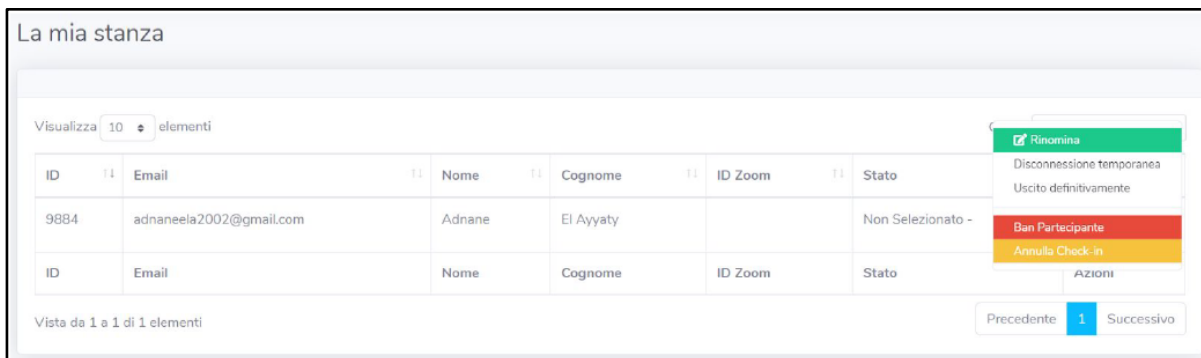 La mia stanza
Visualizza 10 elementi
Rinomina
Disconnessione temporanea
Uscito definitivamente
Ban Partecipante
Annulla Check-in
ID Email Nome Cognome ID Zoom Stato
9884 adnaneela2002@gmail.com Adnane El Ayyaty Non Selezionato -
ID Email Nome Cognome ID Zoom Stato Azioni
Vista da 1 a 1 di 1 elementi
Precedente 1 Successivo